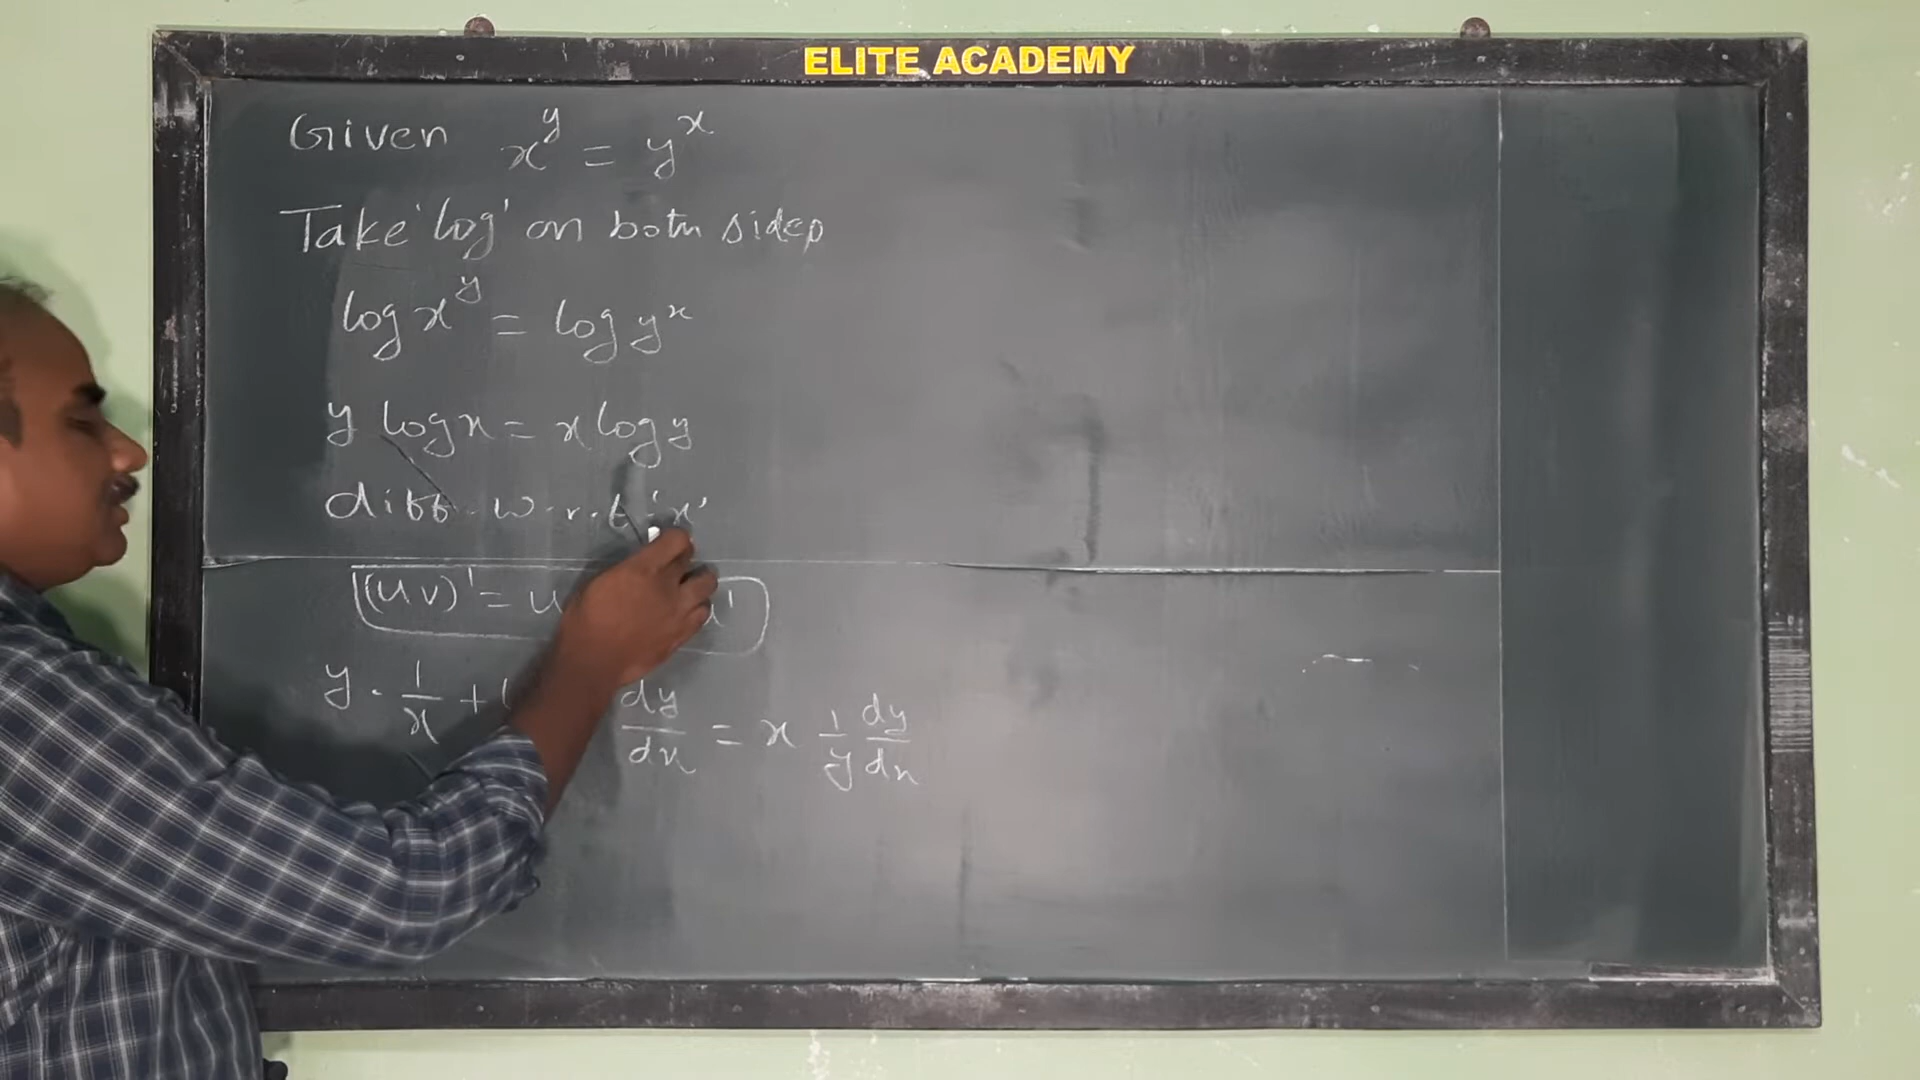 ELITE ACADEMY
Given x^y = y^x
Take 'log' on both sides
log x^y = log y^x
y log x = x log y
diff. w.r.t 'x'
(uv)' = u u'
y · 1/x + dy/dx = x 1/y dy/dx